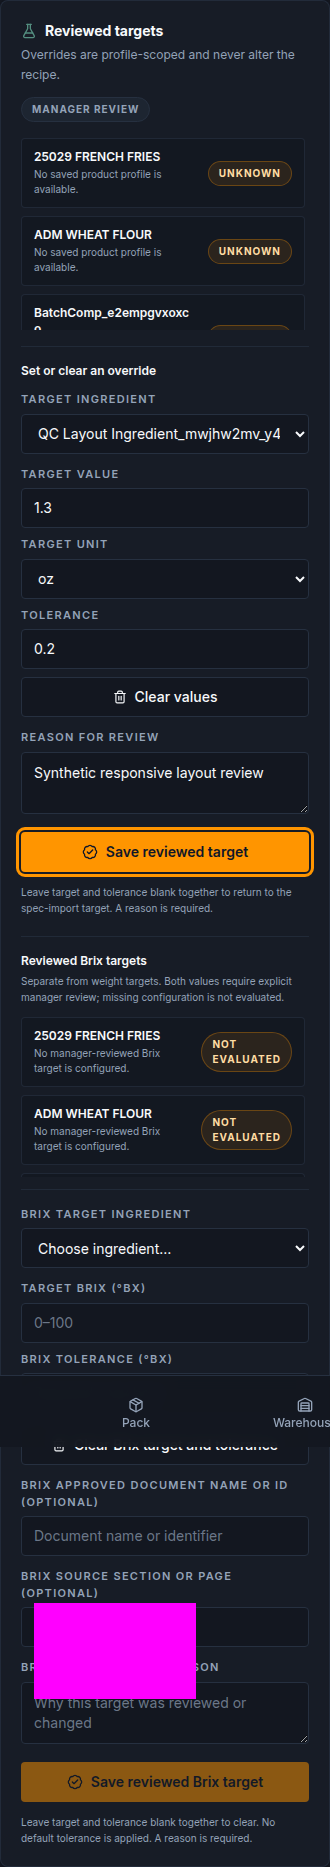 Reviewed targets
Overrides are profile-scoped and never alter the
recipe.
MANAGER REVIEW
25029 FRENCH FRIES
No saved product profile is
available.
UNKNOWN
ADM WHEAT FLOUR
No saved product profile is
available.
UNKNOWN
BatchComp_e2empgvxoxc
Set or clear an override
TARGET INGREDIENT
QC Layout Ingredient_mwjhw2mv_y4
TARGET VALUE
1.3
TARGET UNIT
oz
TOLERANCE
0.2
Clear values
REASON FOR REVIEW
Synthetic responsive layout review
Save reviewed target
Leave target and tolerance blank together to return to the
spec-import target. A reason is required.
Reviewed Brix targets
Separate from weight targets. Both values require explicit
manager review; missing configuration is not evaluated.
25029 FRENCH FRIES
No manager-reviewed Brix
target is configured.
NOT
EVALUATED
ADM WHEAT FLOUR
No manager-reviewed Brix
target is configured.
NOT
EVALUATED
BRIX TARGET INGREDIENT
Choose ingredient...
TARGET BRIX (°BX)
0–100
BRIX TOLERANCE (°BX)
Pack
Warehous
Clear Brix target and tolerance
BRIX APPROVED DOCUMENT NAME OR ID
(OPTIONAL)
Document name or identifier
BRIX SOURCE SECTION OR PAGE
(OPTIONAL)
Why this target was reviewed or
changed
Save reviewed Brix target
Leave target and tolerance blank together to clear. No
default tolerance is applied. A reason is required.